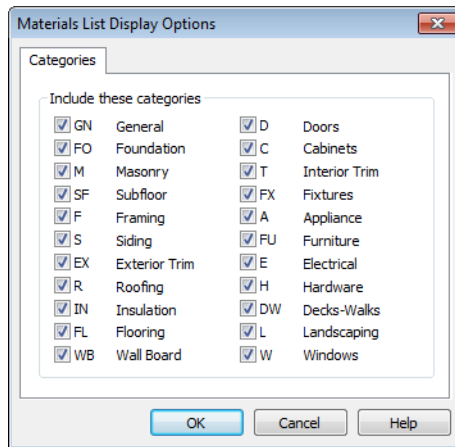 Materials List Display Options
Categories
Include these categories
GN General
FO Foundation
M Masonry
SF Subfloor
F Framing
S Siding
EX Exterior Trim
R Roofing
IN Insulation
FL Flooring
WB Wall Board
D Doors
C Cabinets
T Interior Trim
FX Fixtures
A Appliance
FU Furniture
E Electrical
H Hardware
DW Decks-Walks
L Landscaping
W Windows
OK
Cancel
Help